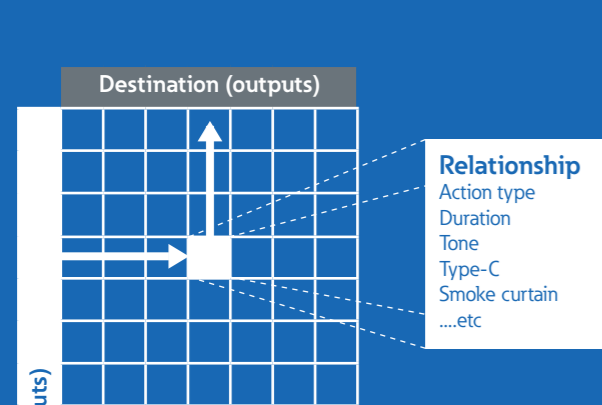 Destination (outputs)
Relationship
Action type
Duration
Tone
Type-C
Smoke curtain
....etc
uts)